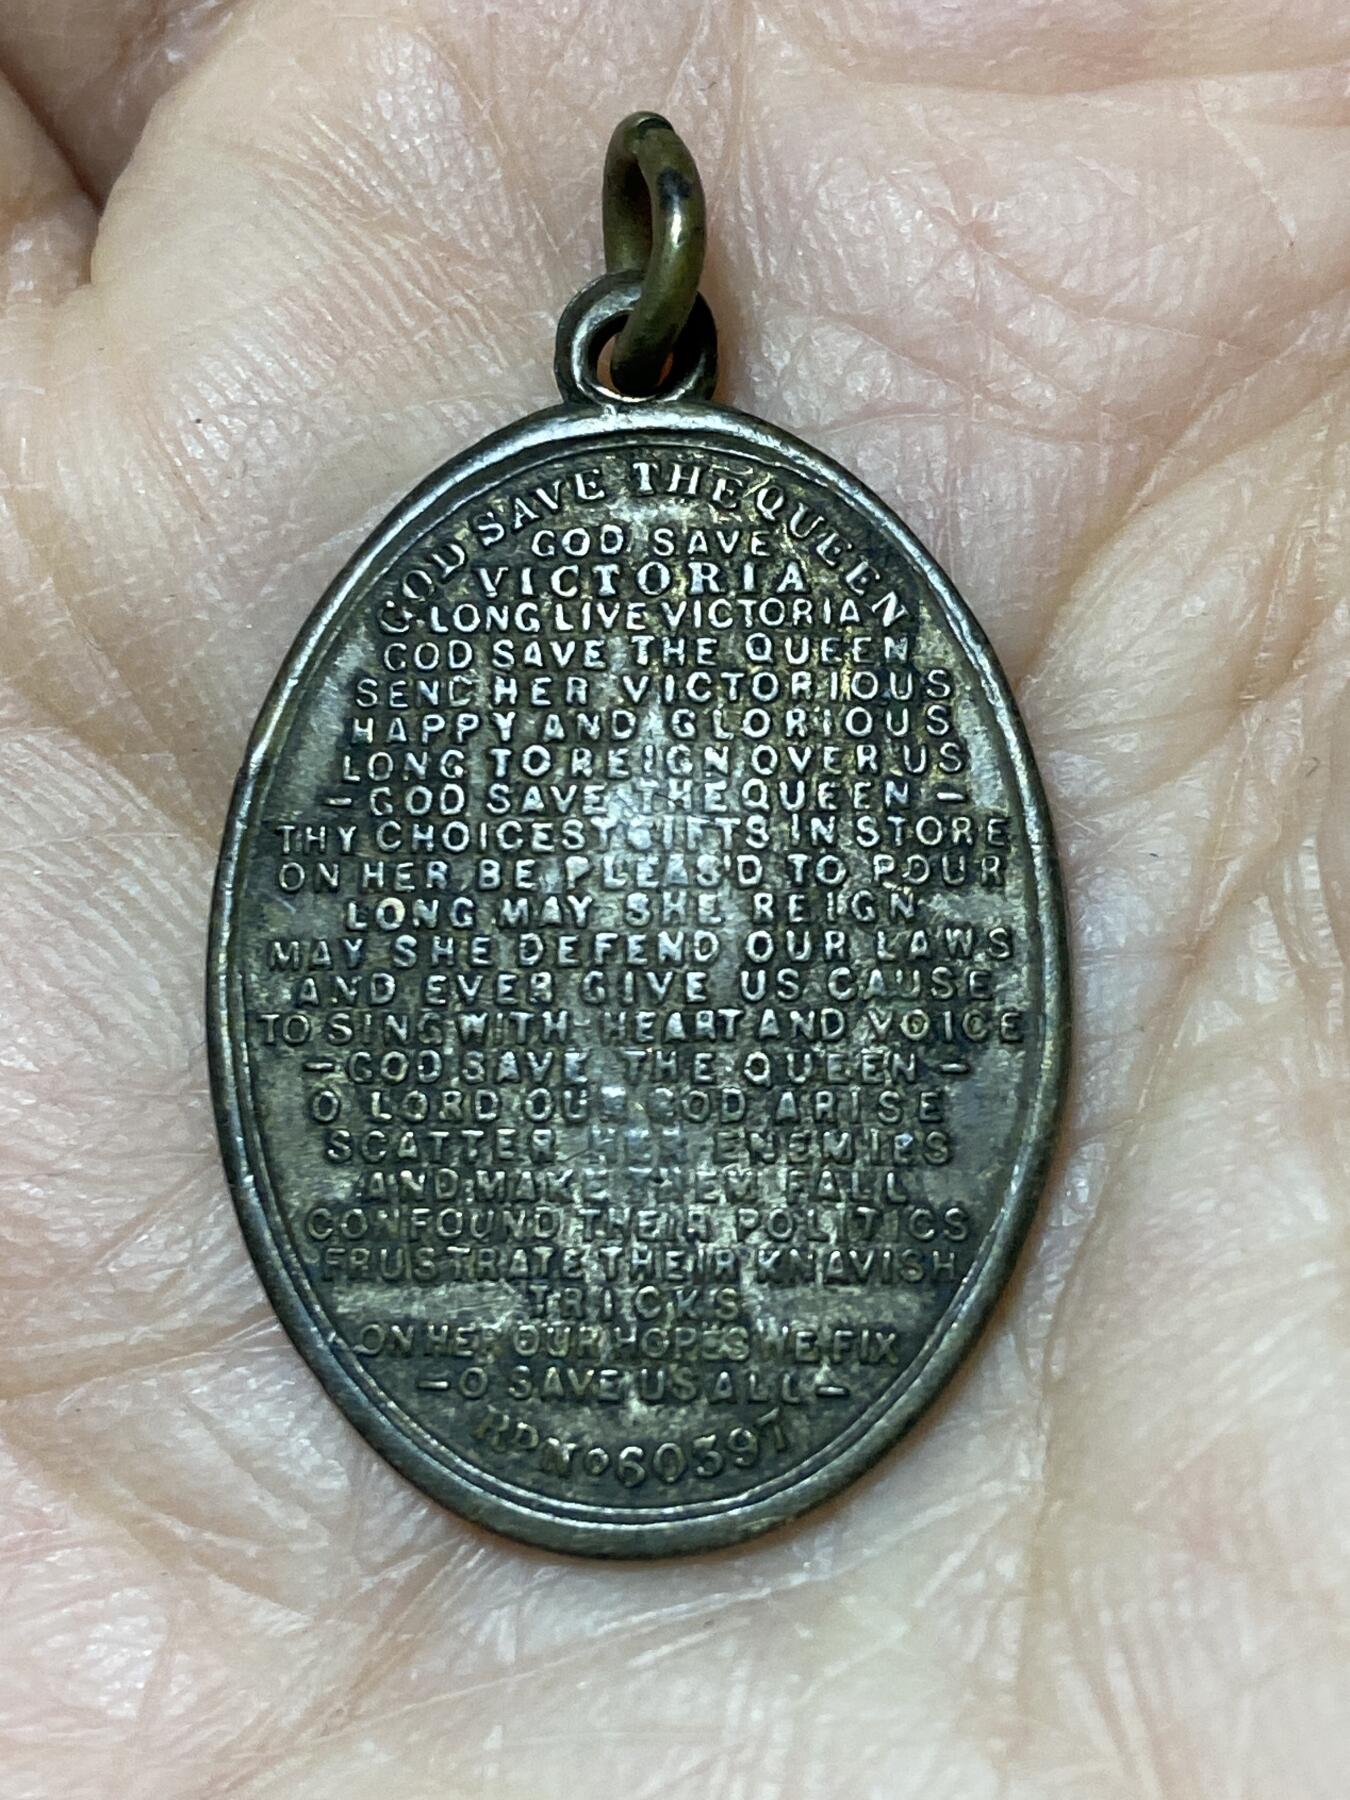 GOD SAVE THE QUEEN
GOD SAVE
VICTORIA
LONG LIVE VICTORIA
GOD SAVE THE QUEEN
SEND HER VICTORIOUS
HAPPY AND GLORIOUS
LONG TO REIGN OVER US
- GOD SAVE THE QUEEN -
THY CHOICEST GIFTS IN STORE
ON HER BE PLEAS'D TO POUR
LONG MAY SHE REIGN
MAY SHE DEFEND OUR LAWS
AND EVER GIVE US CAUSE
TO SING WITH HEART AND VOICE
- GOD SAVE THE QUEEN -
O LORD OUR GOD ARISE
SCATTER HER ENEMIES
AND MAKE THEM FALL
CONFOUND THEIR POLITICS
FRUSTRATE THEIR KNAVISH
TRICKS
ON HER OUR HOPES WE FIX
- O SAVE US ALL -
RD No 60397